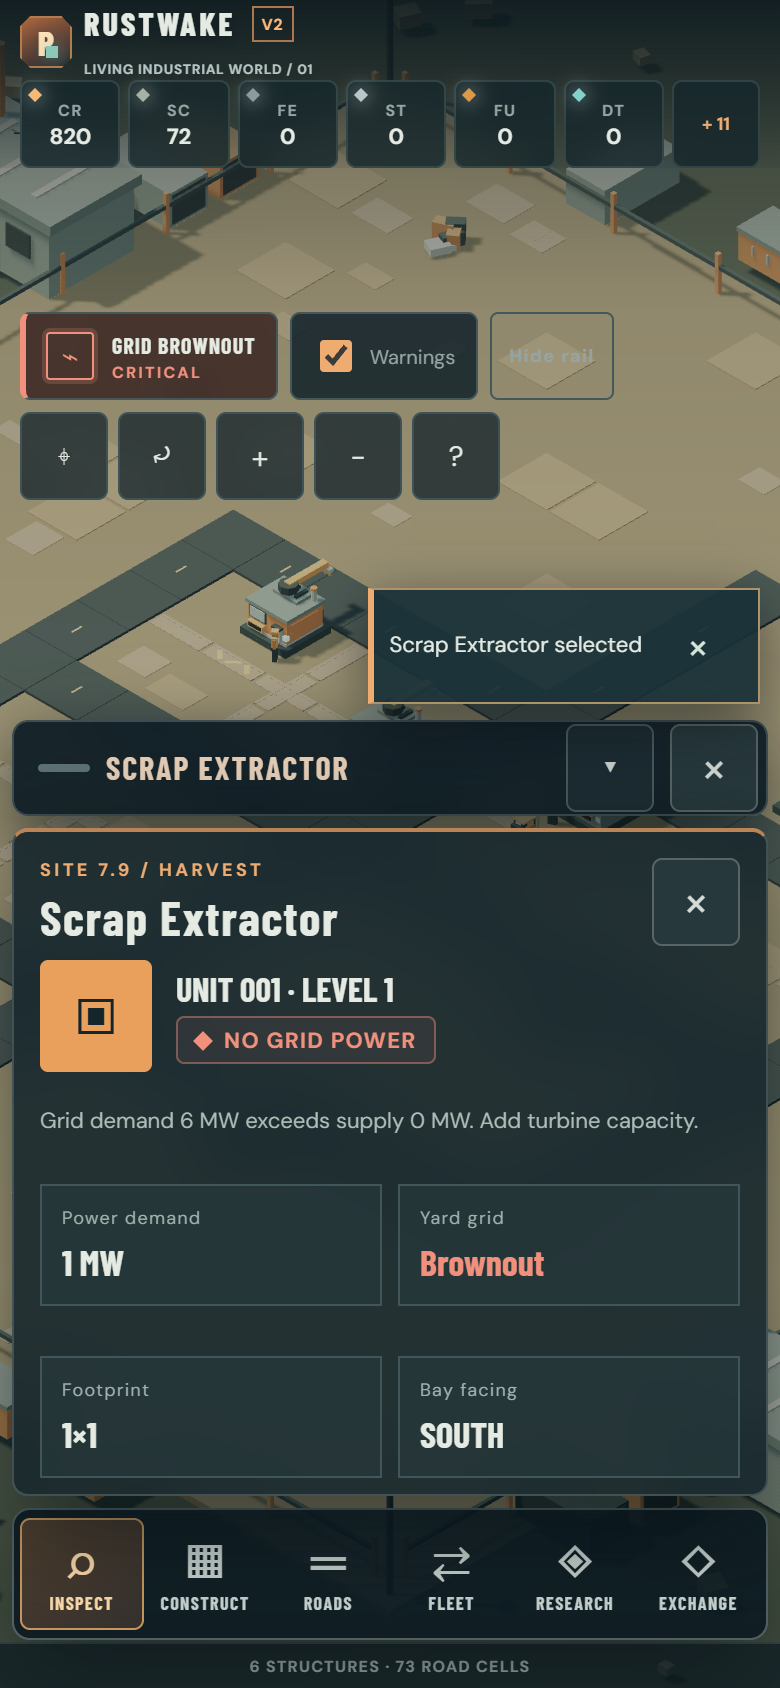 RUSTWAKE V2
LIVING INDUSTRIAL WORLD / 01
CR SC FE ST FU DT
820 72 0 0 0 0 + 11
GRID BROWNOUT
CRITICAL
Warnings
Hide rail
+ - ?
Scrap Extractor selected ×
SCRAP EXTRACTOR ▼ ×
SITE 7.9 / HARVEST
Scrap Extractor ×
UNIT 001 · LEVEL 1
◆ NO GRID POWER
Grid demand 6 MW exceeds supply 0 MW. Add turbine capacity.
Power demand
1 MW
Yard grid
Brownout
Footprint
1×1
Bay facing
SOUTH
INSPECT CONSTRUCT ROADS FLEET RESEARCH EXCHANGE
6 STRUCTURES · 73 ROAD CELLS